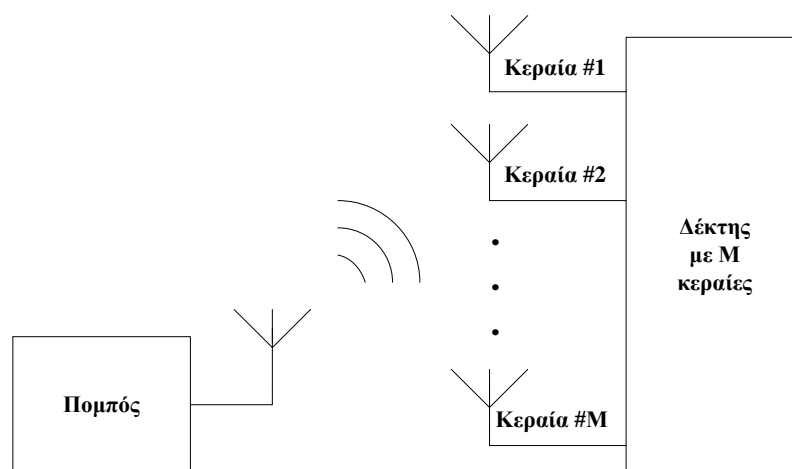 Κεραία #1
Κεραία #2
Δέκτης
με Μ
κεραίες
Πομπός
Κεραία #Μ